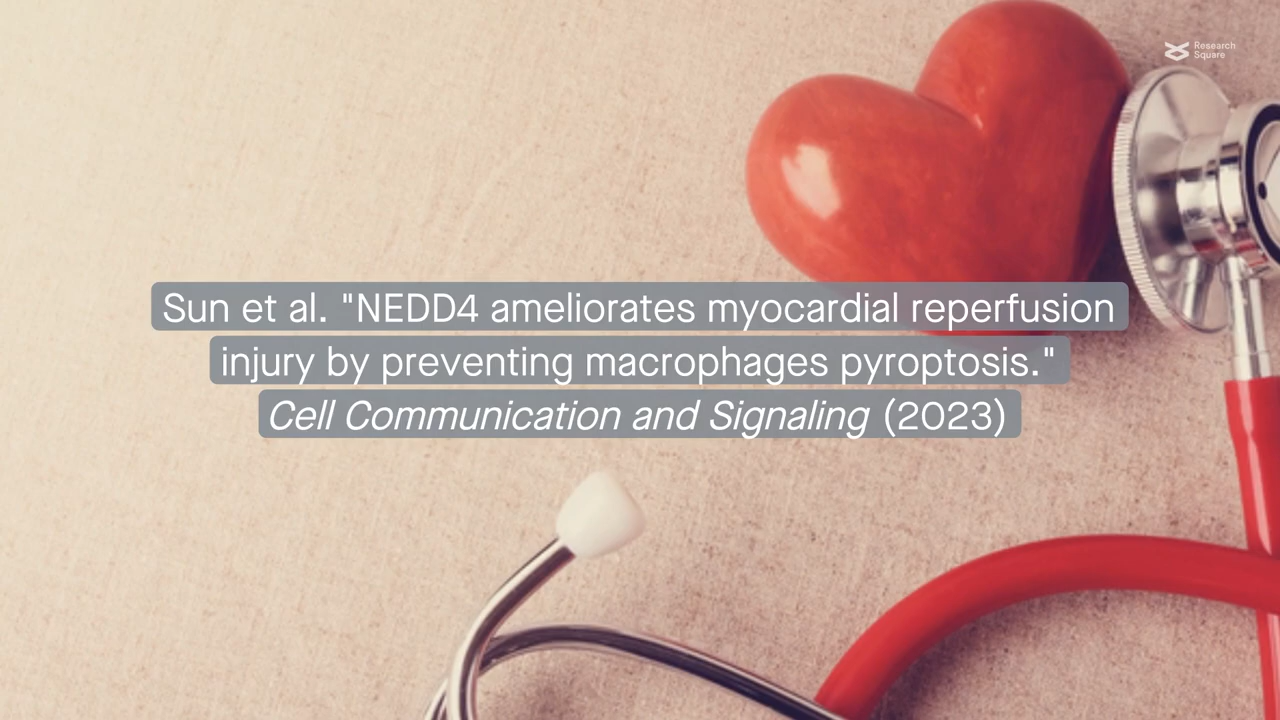 Research
Square
Sun et al. "NEDD4 ameliorates myocardial reperfusion
injury by preventing macrophages pyroptosis."
Cell Communication and Signaling (2023)